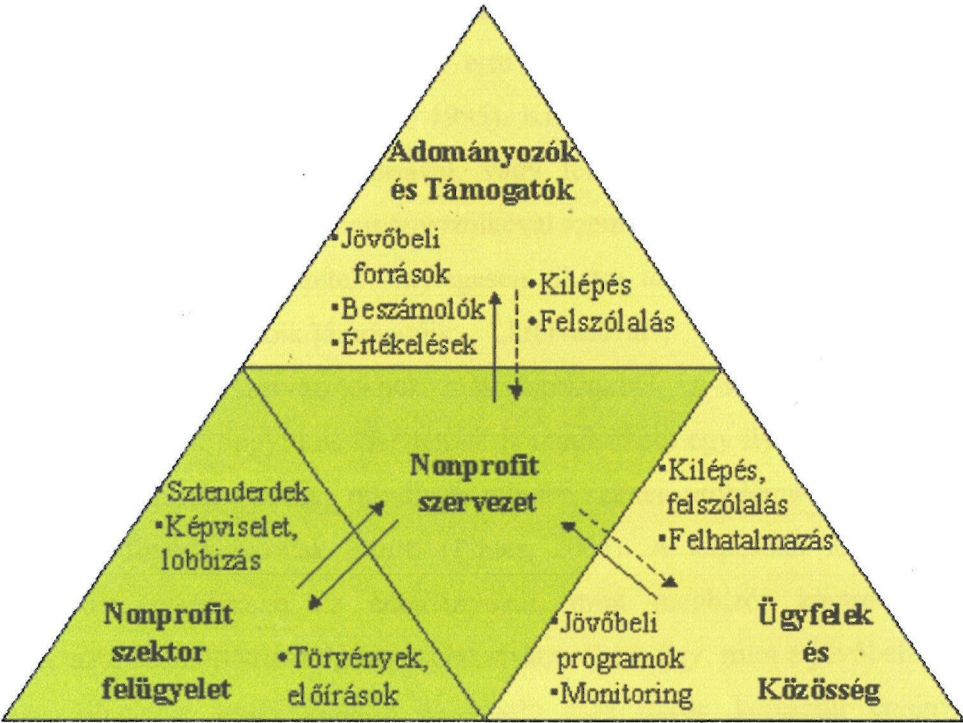 Adományozók
és Támogatók
▪Jövőbeli
források
▪Beszámolók
▪Értékelések
•Kilépés
•Felszólalás
Nonprofit
szervezet
▪Sztenderdek
•Képviselet,
lobbizás
Nonprofit
szektor
felügyelet
•Törvények,
előírások
▪Kilépés,
felszólalás
▪Felhatalmazás
▪Jövőbeli
programok
▪Monitoring
Ügyfelek
és
Közösség